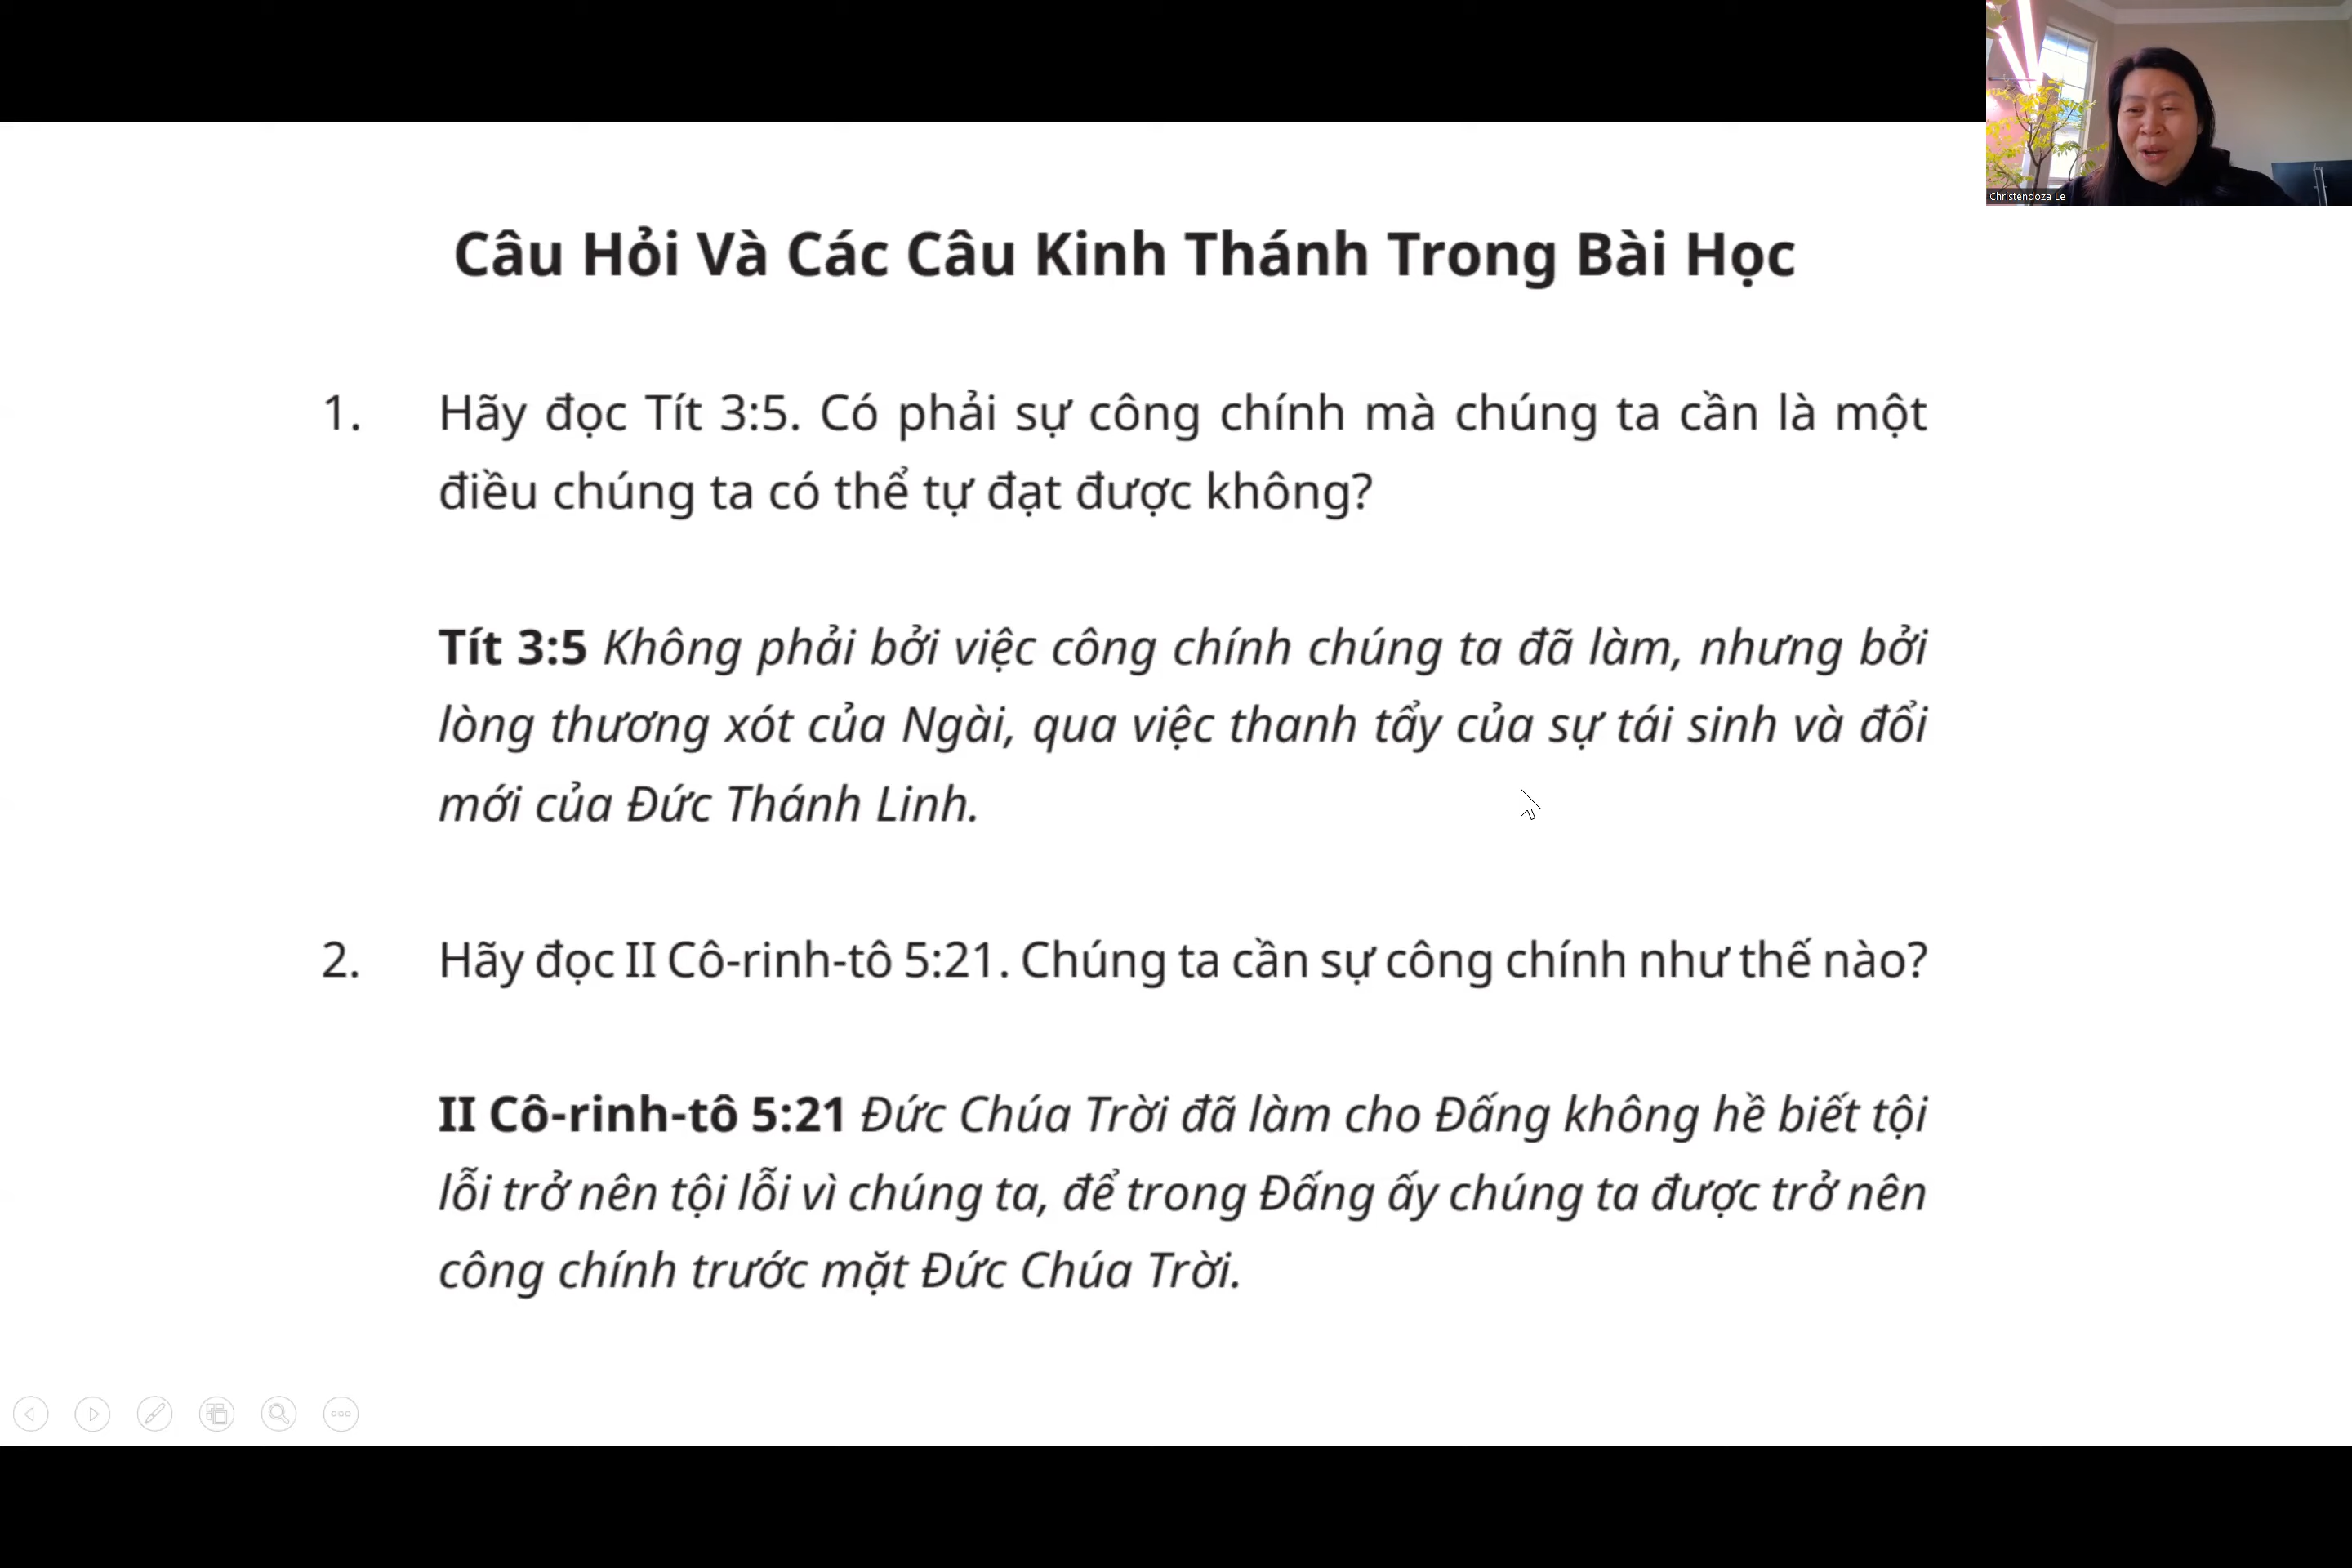 Christendoza Le
Câu Hỏi Và Các Câu Kinh Thánh Trong Bài Học
1. Hãy đọc Tít 3:5. Có phải sự công chính mà chúng ta cần là một
điều chúng ta có thể tự đạt được không?
Tít 3:5 Không phải bởi việc công chính chúng ta đã làm, nhưng bởi
lòng thương xót của Ngài, qua việc thanh tẩy của sự tái sinh và đổi
mới của Đức Thánh Linh.
2. Hãy đọc II Cô-rinh-tô 5:21. Chúng ta cần sự công chính như thế nào?
II Cô-rinh-tô 5:21 Đức Chúa Trời đã làm cho Đấng không hề biết tội
lỗi trở nên tội lỗi vì chúng ta, để trong Đấng ấy chúng ta được trở nên
công chính trước mặt Đức Chúa Trời.